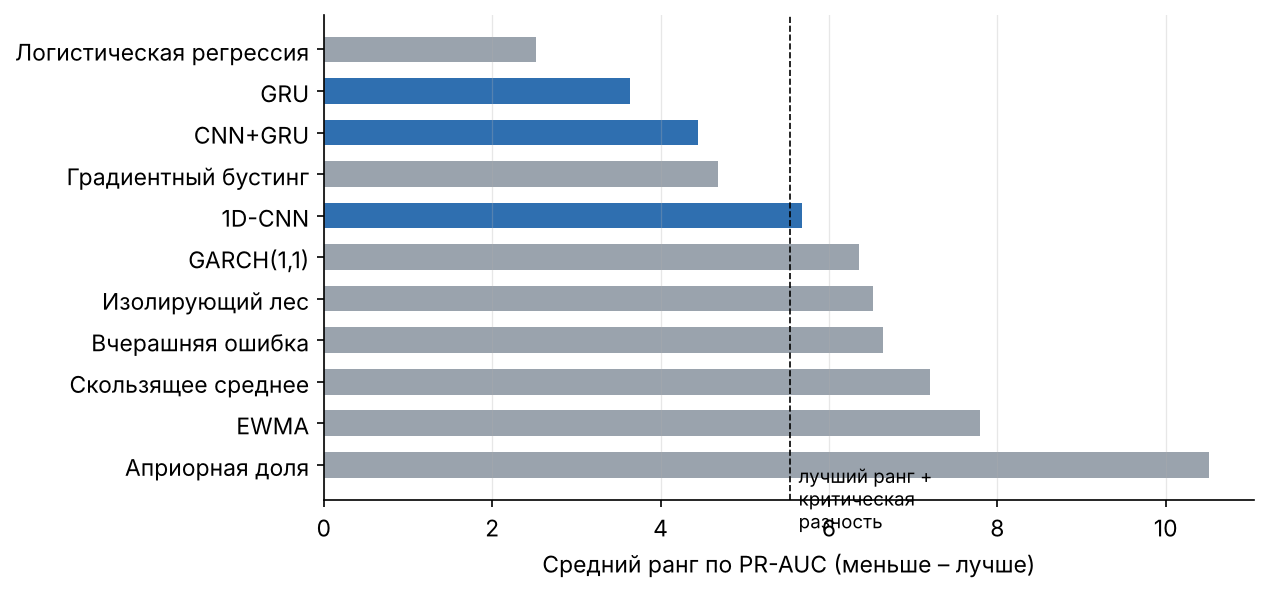 Логистическая регрессия
GRU
CNN+GRU
Градиентный бустинг
1D-CNN
GARCH(1,1)
Изолирующий лес
Вчерашняя ошибка
Скользящее среднее
EWMA
Априорная доля
лучший ранг +
критическая
разность
0 2 4 6 8 10
Средний ранг по PR-AUC (меньше – лучше)